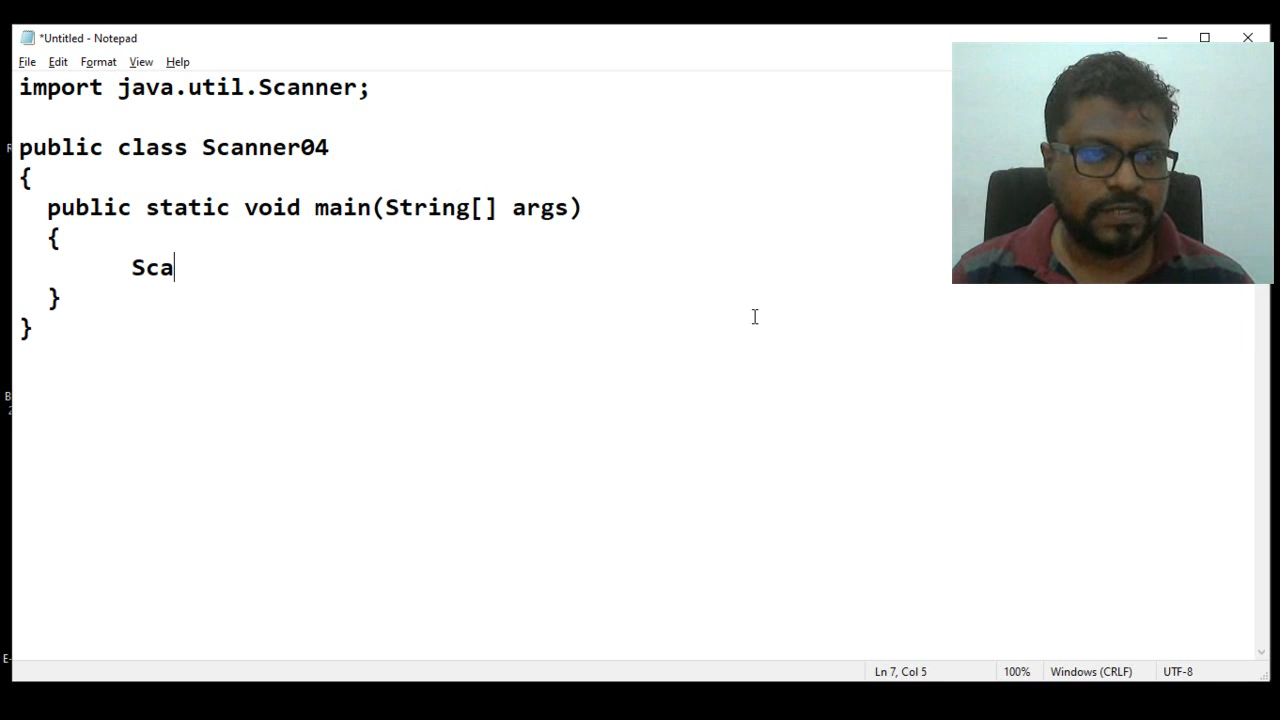 *Untitled - Notepad
File Edit Format View Help
import java.util.Scanner;
public class Scanner04
{
public static void main(String[] args)
{
Sca
}
}
Ln 7, Col 5 100% Windows (CRLF) UTF-8